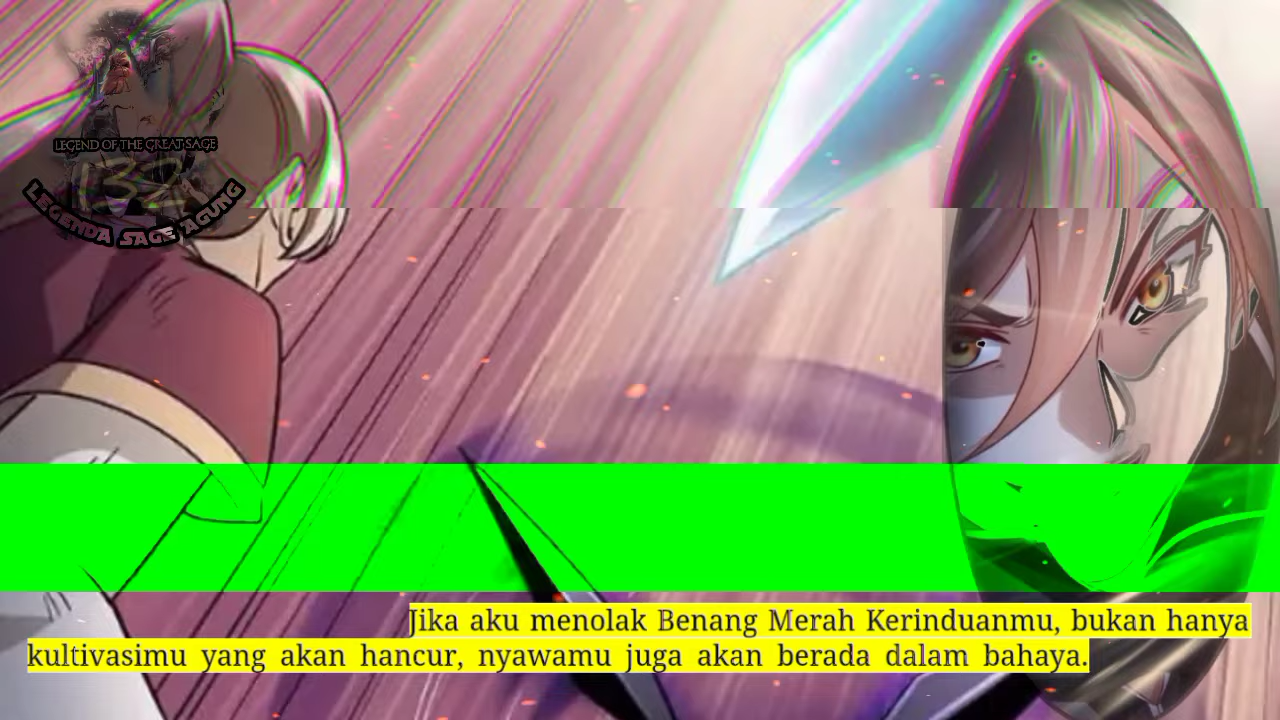 LEGEND OF THE GREAT SAGE
132
LEGENDA SAGE AGUNG
Jika aku menolak Benang Merah Kerinduanmu, bukan hanya
kultivasimu yang akan hancur, nyawamu juga akan berada dalam bahaya.